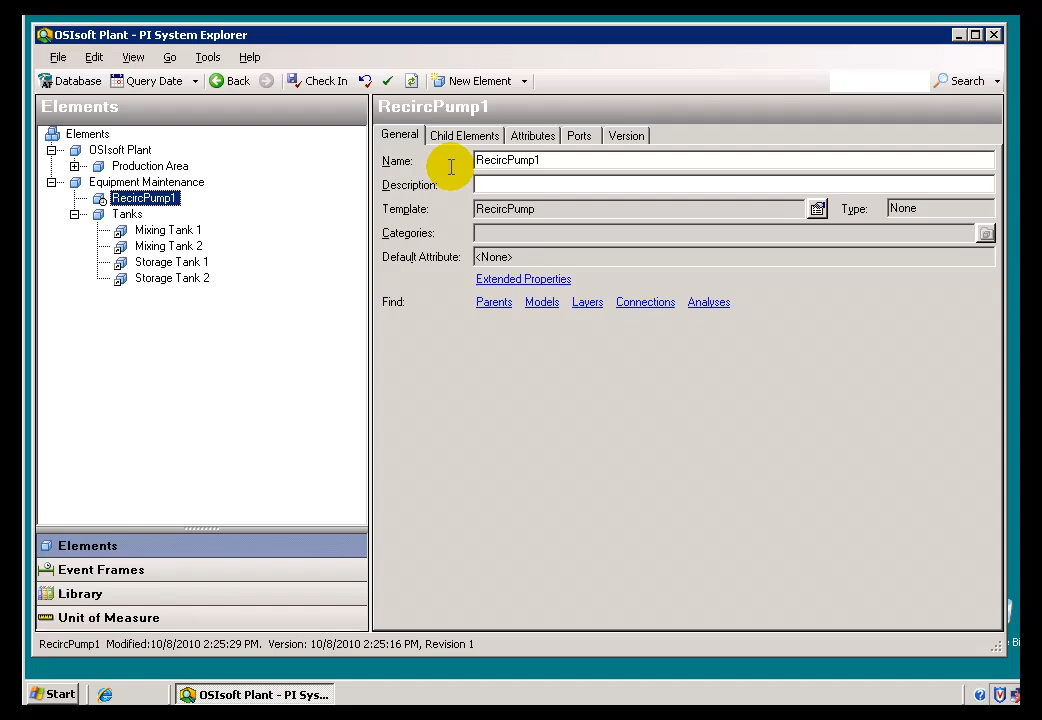 OSIsoft Plant - PI System Explorer
File Edit View Go Tools Help
Database Query Date Back Check In New Element Search
Elements
RecircPump1
Elements
OSIsoft Plant
Production Area
Equipment Maintenance
RecircPump1
Tanks
Mixing Tank 1
Mixing Tank 2
Storage Tank 1
Storage Tank 2
General Child Elements Attributes Ports Version
Name: RecircPump1
Description:
Template: RecircPump Type: None
Categories:
Default Attribute: <None>
Extended Properties
Find: Parents Models Layers Connections Analyses
Elements
Event Frames
Library
Unit of Measure
RecircPump1 Modified:10/8/2010 2:25:29 PM. Version: 10/8/2010 2:25:16 PM, Revision 1
Start OSIsoft Plant - PI Sys...